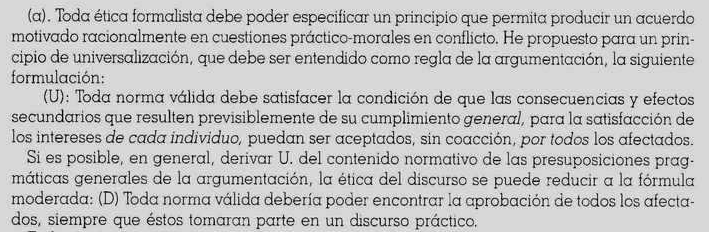 (α). Toda ética formalista debe poder especificar un principio que permita producir un acuerdo
motivado racionalmente en cuestiones práctico-morales en conflicto. He propuesto para un prin-
cipio de universalización, que debe ser entendido como regla de la argumentación, la siguiente
formulación:
(U): Toda norma válida debe satisfacer la condición de que las consecuencias y efectos
secundarios que resulten previsiblemente de su cumplimiento general, para la satisfacción de
los intereses de cada individuo, puedan ser aceptados, sin coacción, por todos los afectados.
Si es posible, en general, derivar U. del contenido normativo de las presuposiciones prag-
máticas generales de la argumentación, la ética del discurso se puede reducir a la fórmula
moderada: (D) Toda norma válida debería poder encontrar la aprobación de todos los afecta-
dos, siempre que éstos tomaran parte en un discurso práctico.